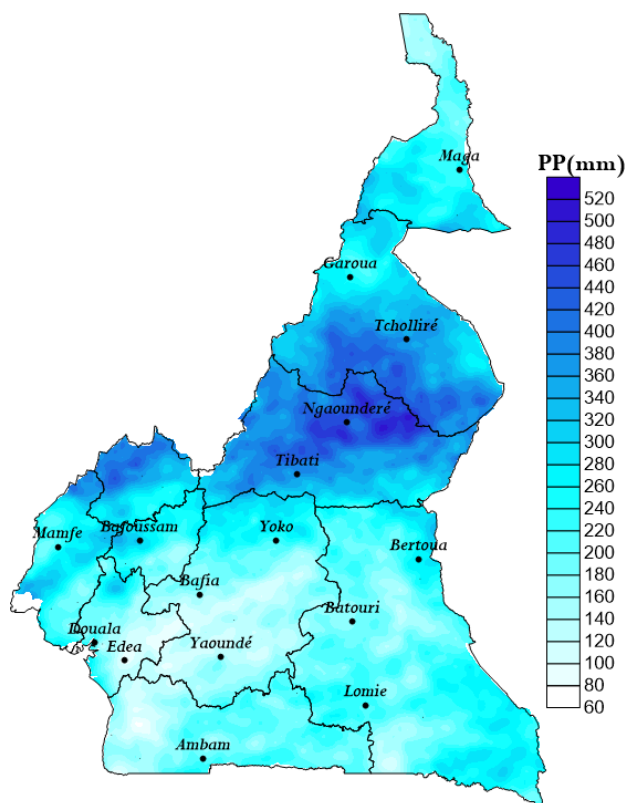 Maga
PP(mm)
520
500
480
460
440
420
400
380
360
340
320
300
280
260
220
200
180
160
140
120
100
80
60
Garoua
Tcholliré
Ngaounderé
Tibati
Mamfe
Bafoussam
Yoko
Bertoua
Bafia
Batouri
Douala
Edea
Yaoundé
Lomie
Ambam